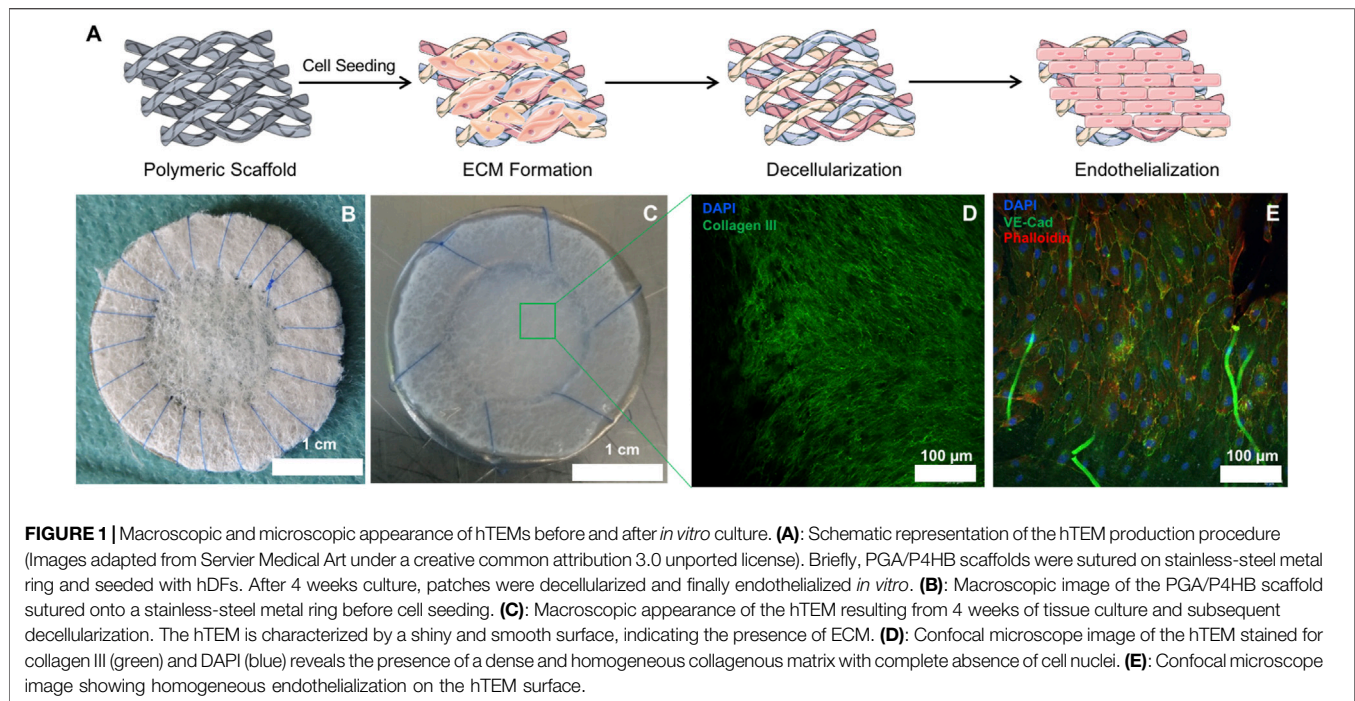 A
Cell Seeding
Polymeric Scaffold
ECM Formation
Decellularization
Endothelialization
B
1 cm
C
1 cm
DAPI
Collagen III
D
100 µm
DAPI
VE-Cad
Phalloidin
E
100 µm
FIGURE 1 | Macroscopic and microscopic appearance of hTEMs before and after in vitro culture. (A): Schematic representation of the hTEM production procedure
(Images adapted from Servier Medical Art under a creative common attribution 3.0 unported license). Briefly, PGA/P4HB scaffolds were sutured on stainless-steel metal
ring and seeded with hDFs. After 4 weeks culture, patches were decellularized and finally endothelialized in vitro. (B): Macroscopic image of the PGA/P4HB scaffold
sutured onto a stainless-steel metal ring before cell seeding. (C): Macroscopic appearance of the hTEM resulting from 4 weeks of tissue culture and subsequent
decellularization. The hTEM is characterized by a shiny and smooth surface, indicating the presence of ECM. (D): Confocal microscope image of the hTEM stained for
collagen III (green) and DAPI (blue) reveals the presence of a dense and homogeneous collagenous matrix with complete absence of cell nuclei. (E): Confocal microscope
image showing homogeneous endothelialization on the hTEM surface.